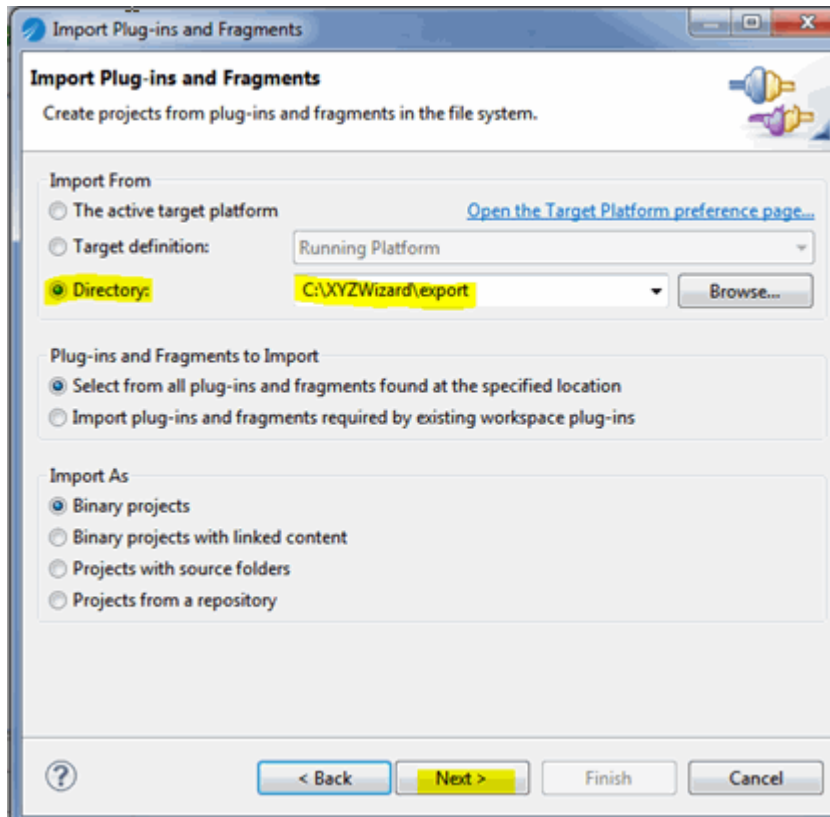 Import Plug-ins and Fragments
Import Plug-ins and Fragments
Create projects from plug-ins and fragments in the file system.
Import From
The active target platform Open the Target Platform preference page...
Target definition: Running Platform
Directory: C:\XYZWizard\export Browse...
Plug-ins and Fragments to Import
Select from all plug-ins and fragments found at the specified location
Import plug-ins and fragments required by existing workspace plug-ins
Import As
Binary projects
Binary projects with linked content
Projects with source folders
Projects from a repository
? < Back Next > Finish Cancel